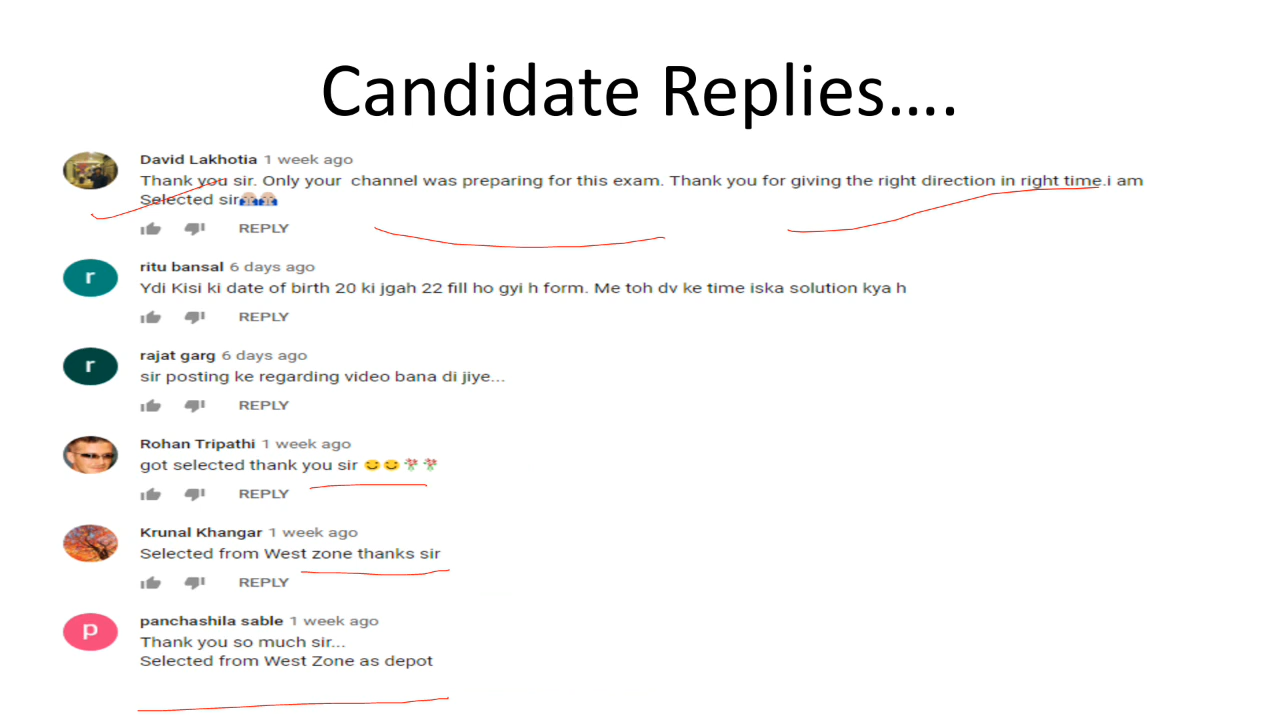 Candidate Replies....
David Lakhotia 1 week ago
Thank you sir. Only your channel was preparing for this exam. Thank you for giving the right direction in right time.i am
Selected sir
REPLY
r
ritu bansal 6 days ago
Ydi Kisi ki date of birth 20 ki jgah 22 fill ho gyi h form. Me toh dv ke time iska solution kya h
REPLY
r
rajat garg 6 days ago
sir posting ke regarding video bana di jiye...
REPLY
Rohan Tripathi 1 week ago
got selected thank you sir 😊😊💐💐
REPLY
Krunal Khangar 1 week ago
Selected from West zone thanks sir
REPLY
p
panchashila sable 1 week ago
Thank you so much sir...
Selected from West Zone as depot